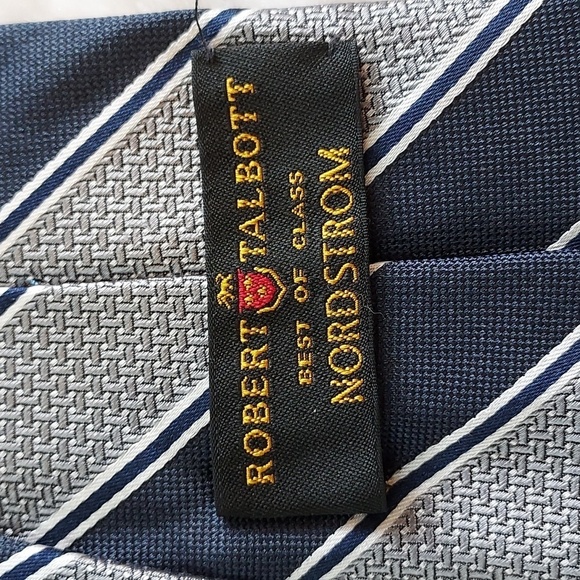 ROBERT TALBOTT
BEST OF CLASS
NORDSTROM